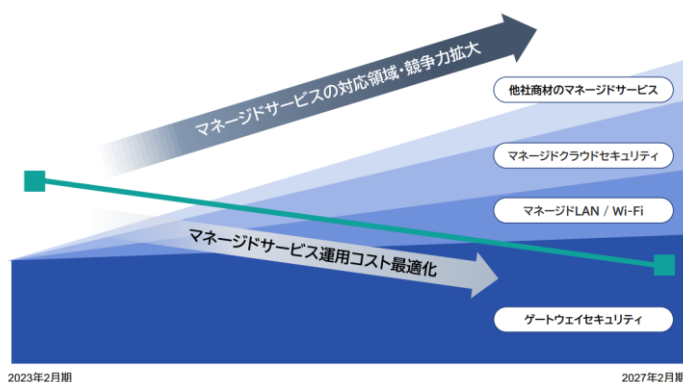 マネージドサービスの対応領域・競争力拡大
他社商材のマネージドサービス
マネージドクラウドセキュリティ
マネージドLAN / Wi-Fi
マネージドサービス運用コスト最適化
ゲートウェイセキュリティ
2023年2月期
2027年2月期